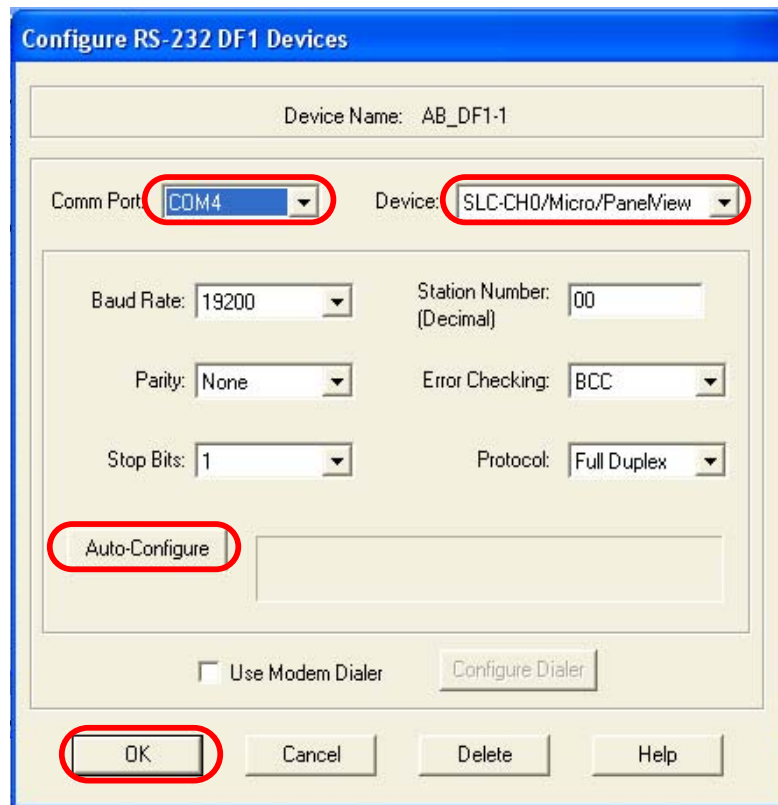 Configure RS-232 DF1 Devices
Device Name: AB_DF1-1
Comm Port: COM4 Device: SLC-CH0/Micro/PanelView
Baud Rate: 19200 Station Number: (Decimal) 00
Parity: None Error Checking: BCC
Stop Bits: 1 Protocol: Full Duplex
Auto-Configure
Use Modem Dialer Configure Dialer
OK Cancel Delete Help